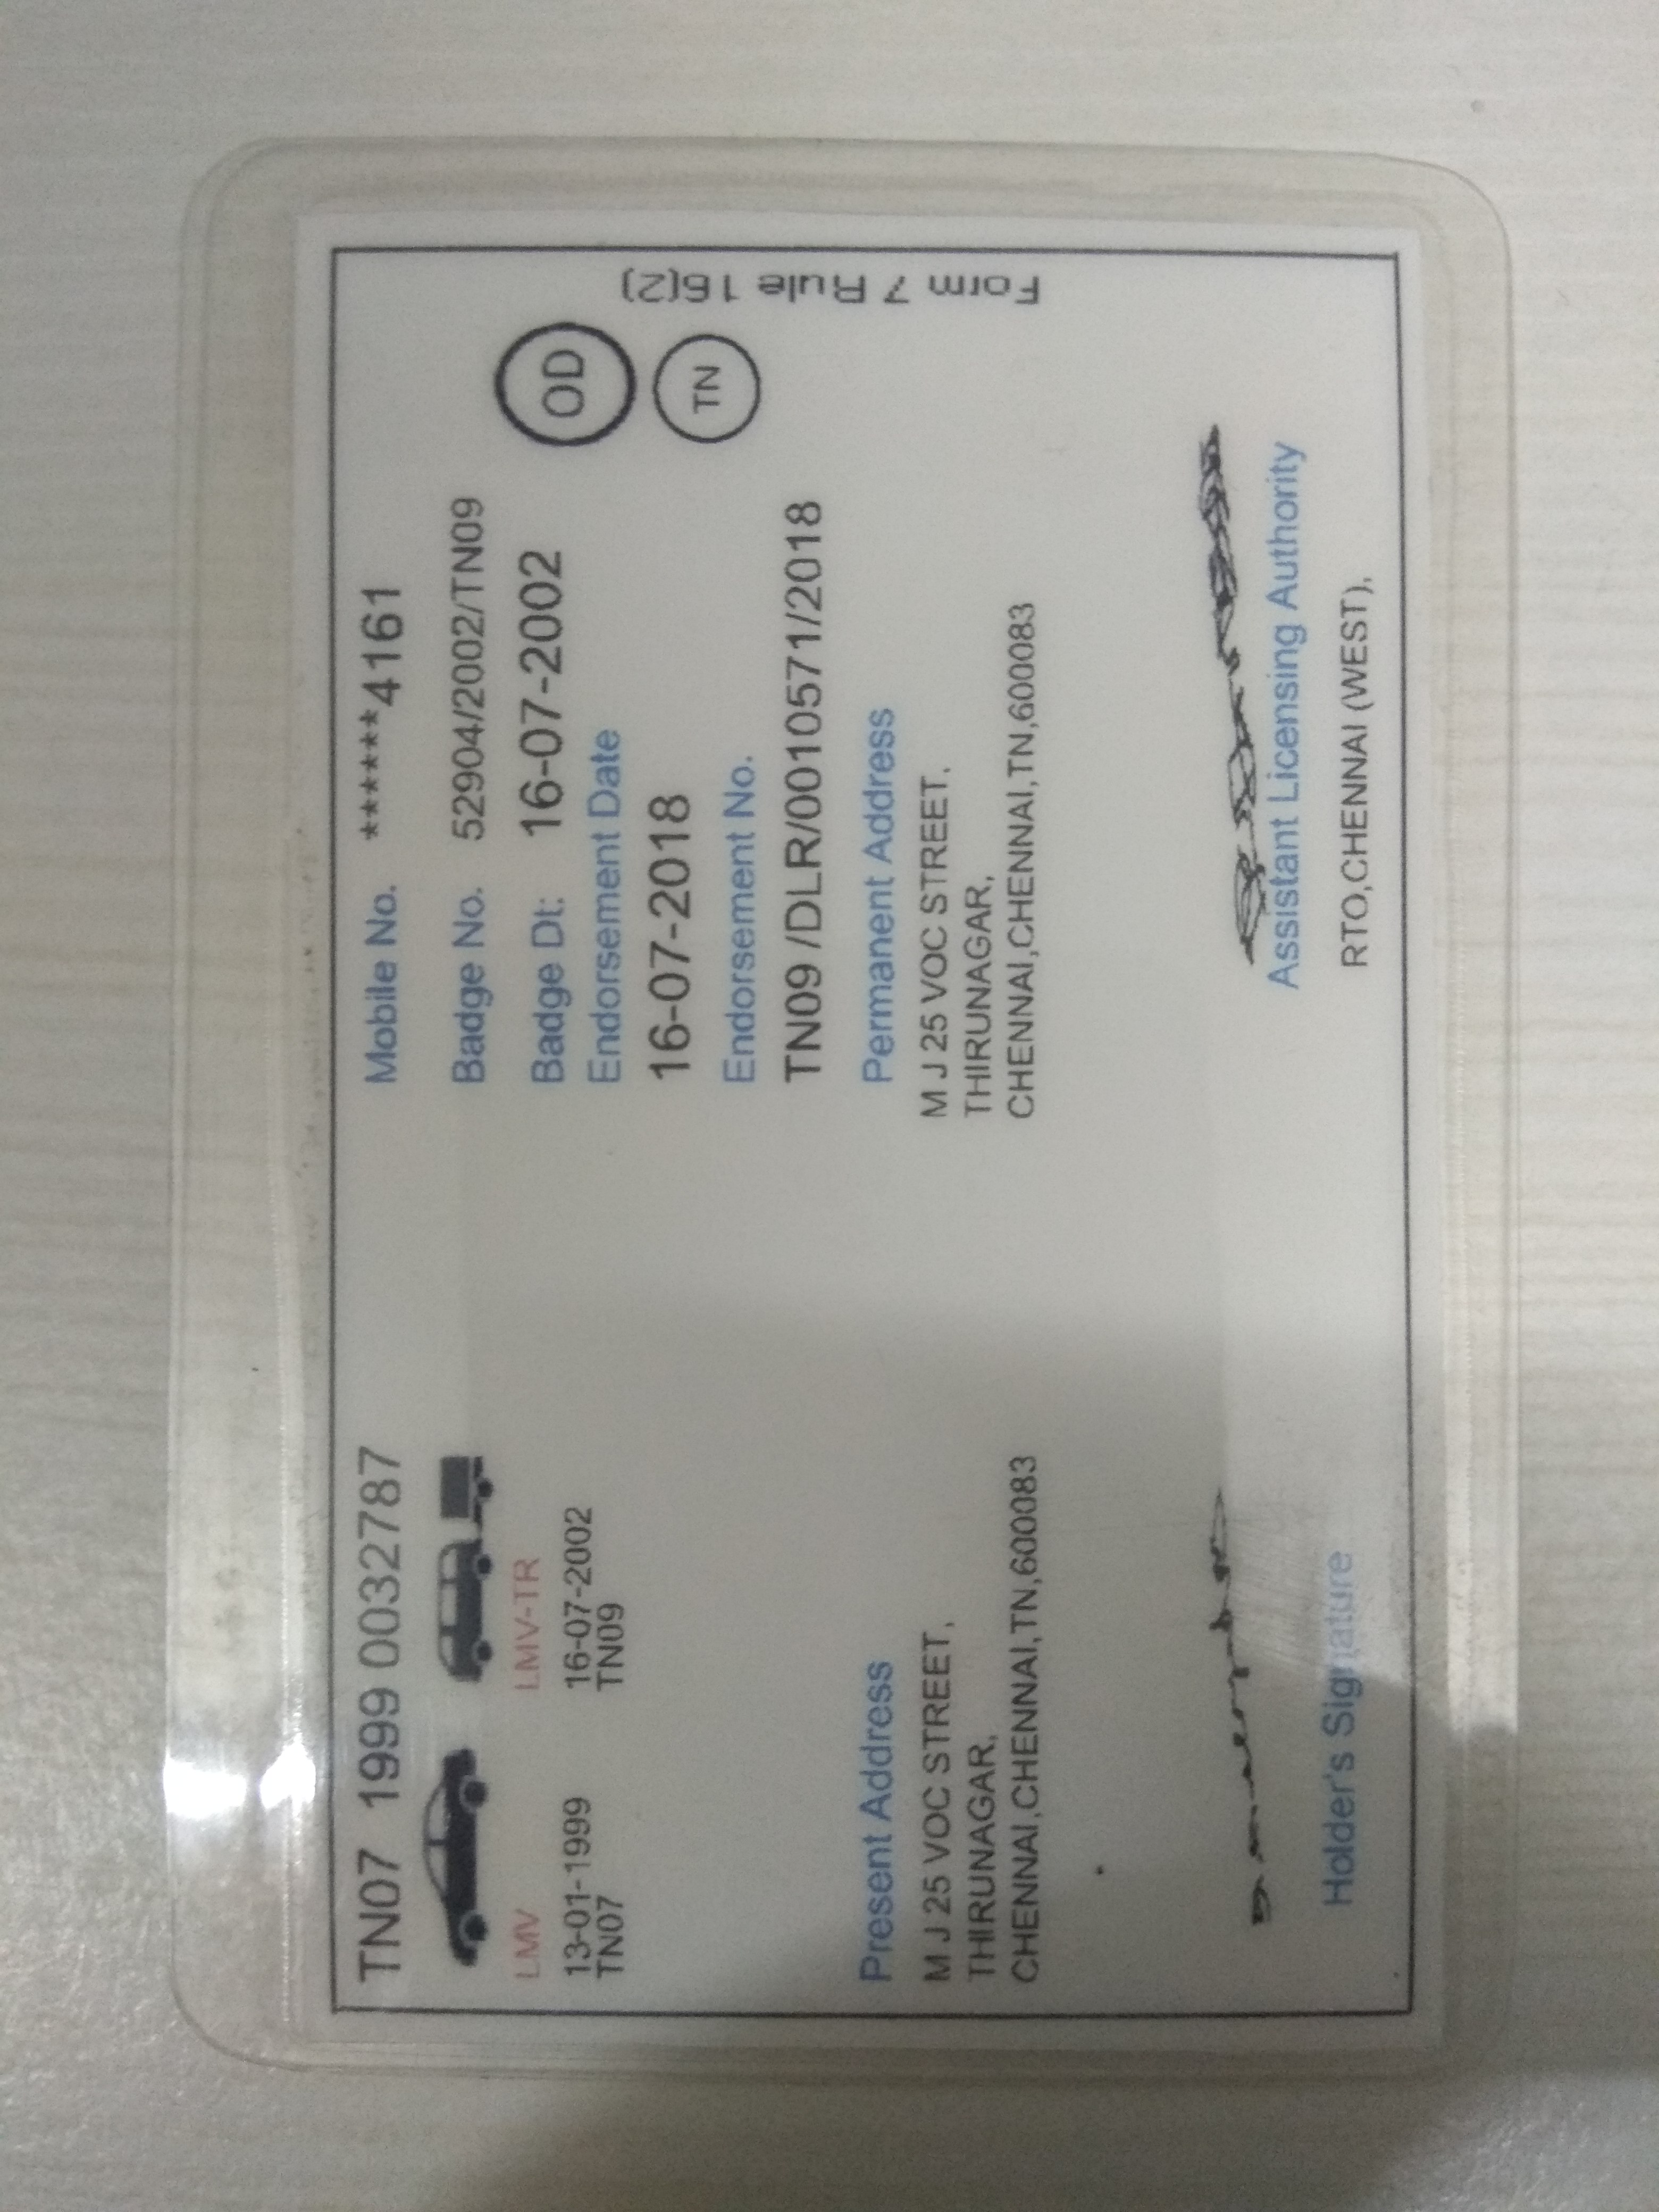 TN07 1999 0032787
LMV
13-01-1999
TN07
LMV-TR
16-07-2002
TN09
Present Address
M J 25 VOC STREET,
THIRUNAGAR,
CHENNAI,CHENNAI,TN,600083
Holder's Signature
Mobile No. ******4161
Badge No. 52904/2002/TN09
Badge Dt: 16-07-2002
Endorsement Date
16-07-2018
Endorsement No.
TN09 /DLR/0010571/2018
Permanent Address
M J 25 VOC STREET,
THIRUNAGAR,
CHENNAI,CHENNAI,TN,600083
Assistant Licensing Authority
RTO,CHENNAI (WEST),
OD
TN
Form 7 Rule 16(2)